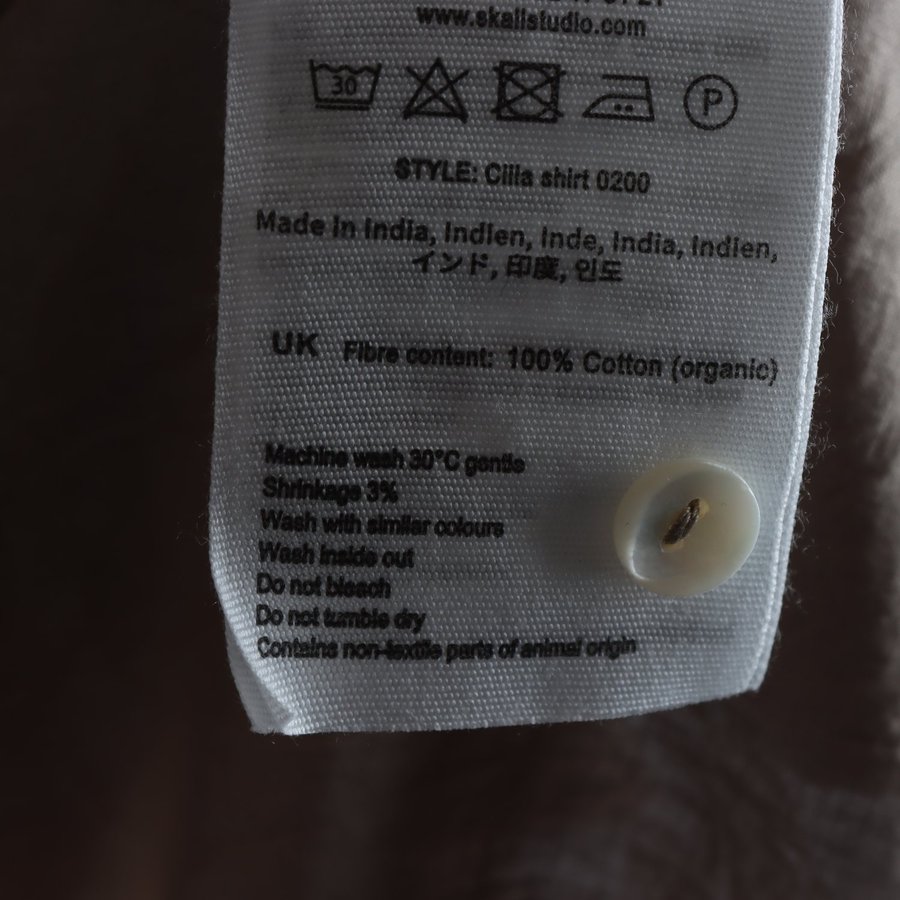 www.skallstudio.com
30 P
STYLE: Cilla shirt 0200
Made in India, Indien, Inde, India, Indien,
インド, 印度, 인도
UK Fibre content: 100% Cotton (organic)
Machine wash 30°C gentle
Shrinkage 3%
Wash with similar colours
Wash inside out
Do not bleach
Do not tumble dry
Contains non-textile parts of animal origin